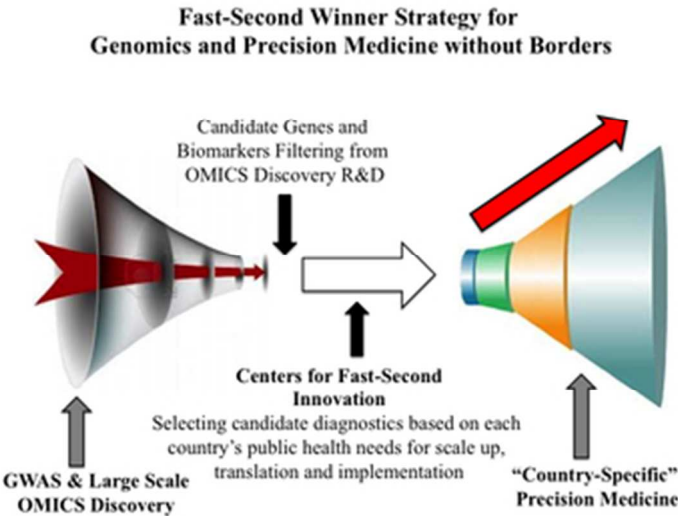 Fast-Second Winner Strategy for
Genomics and Precision Medicine without Borders
Candidate Genes and
Biomarkers Filtering from
OMICS Discovery R&D
Centers for Fast-Second
Innovation
Selecting candidate diagnostics based on each
country's public health needs for scale up,
translation and implementation
GWAS & Large Scale
OMICS Discovery
“Country-Specific”
Precision Medicine